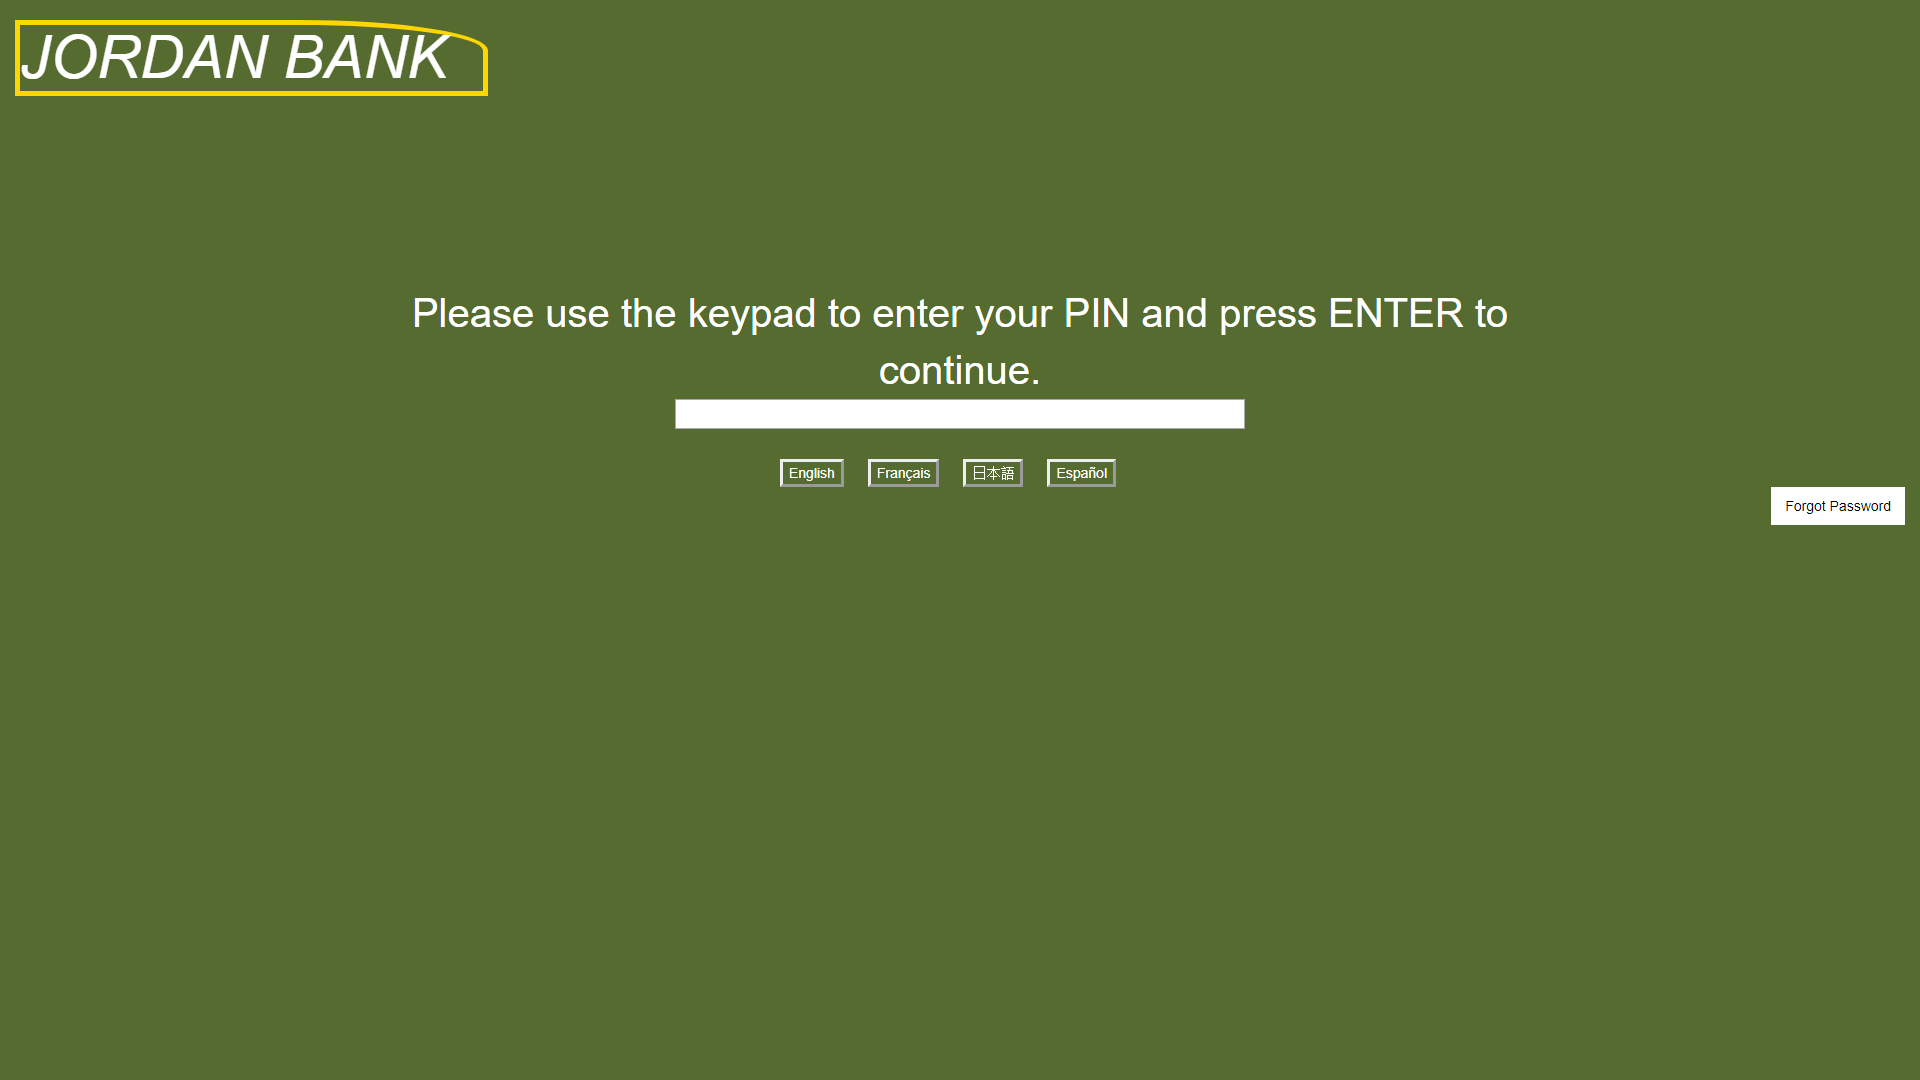 JORDAN BANK
Please use the keypad to enter your PIN and press ENTER to
continue.
English
Français
日本語
Español
Forgot Password